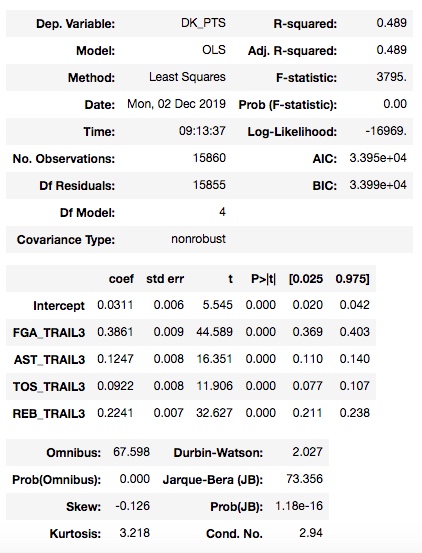 Dep. Variable: DK_PTS R-squared: 0.489
Model: OLS Adj. R-squared: 0.489
Method: Least Squares F-statistic: 3795.
Date: Mon, 02 Dec 2019 Prob (F-statistic): 0.00
Time: 09:13:37 Log-Likelihood: -16969.
No. Observations: 15860 AIC: 3.395e+04
Df Residuals: 15855 BIC: 3.399e+04
Df Model: 4
Covariance Type: nonrobust
coef std err t P>|t| [0.025 0.975]
Intercept 0.0311 0.006 5.545 0.000 0.020 0.042
FGA_TRAIL3 0.3861 0.009 44.589 0.000 0.369 0.403
AST_TRAIL3 0.1247 0.008 16.351 0.000 0.110 0.140
TOS_TRAIL3 0.0922 0.008 11.906 0.000 0.077 0.107
REB_TRAIL3 0.2241 0.007 32.627 0.000 0.211 0.238
Omnibus: 67.598 Durbin-Watson: 2.027
Prob(Omnibus): 0.000 Jarque-Bera (JB): 73.356
Skew: -0.126 Prob(JB): 1.18e-16
Kurtosis: 3.218 Cond. No. 2.94